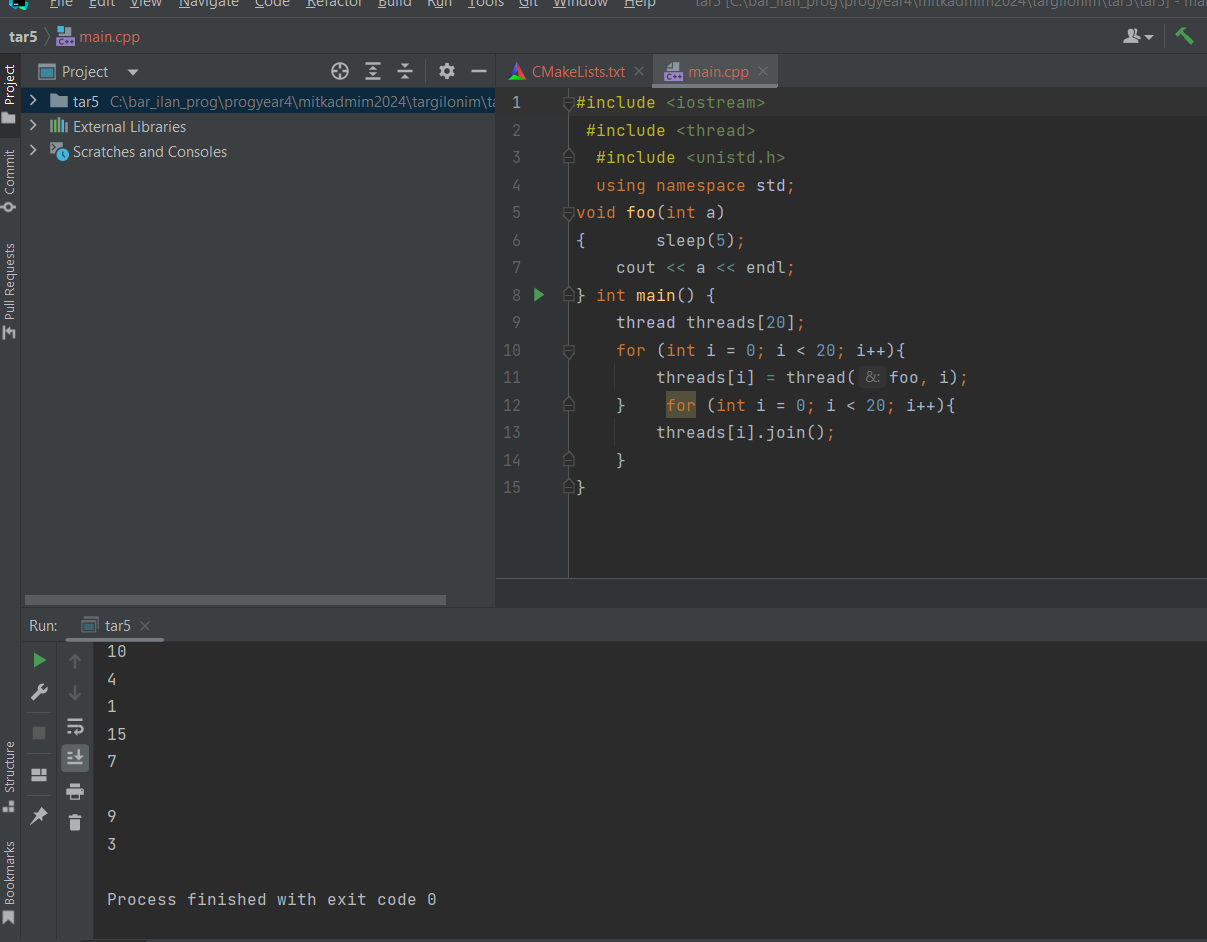 File Edit View Navigate Code Refactor Build Run Tools Git Window Help tar5 [C:\bar_ilan_prog\progyear4\mitkadmim2024\targilonim\tar5\tar5] - mai
tar5 main.cpp
Project
CMakeLists.txt main.cpp
tar5 C:\bar_ilan_prog\progyear4\mitkadmim2024\targilonim\ta
External Libraries
Scratches and Consoles
Project
Commit
Pull Requests
1 #include <iostream>
2 #include <thread>
3 #include <unistd.h>
4 using namespace std;
5 void foo(int a)
6 { sleep(5);
7 cout << a << endl;
8 } int main() {
9 thread threads[20];
10 for (int i = 0; i < 20; i++){
11 threads[i] = thread( &: foo, i);
12 } for (int i = 0; i < 20; i++){
13 threads[i].join();
14 }
15 }
Run: tar5
10
4
1
15
7
9
3
Process finished with exit code 0
Structure
Bookmarks